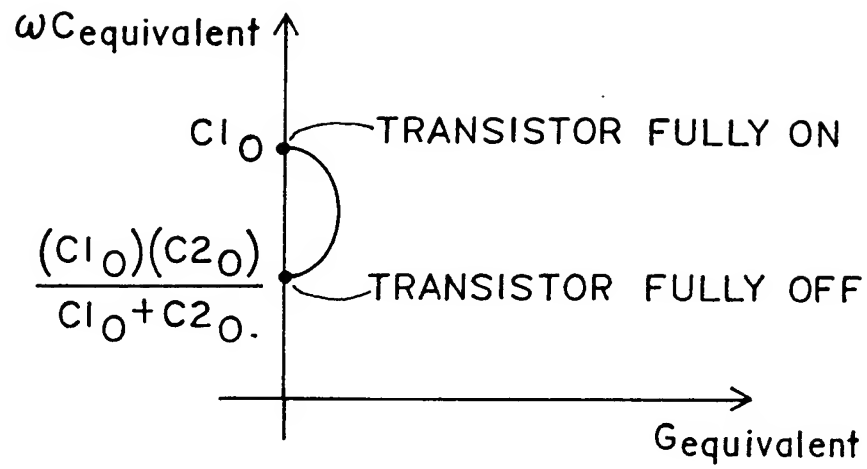 ωCequivalent
C1O TRANSISTOR FULLY ON
(C1O)(C2O)
C1O+C2O.
TRANSISTOR FULLY OFF
Gequivalent